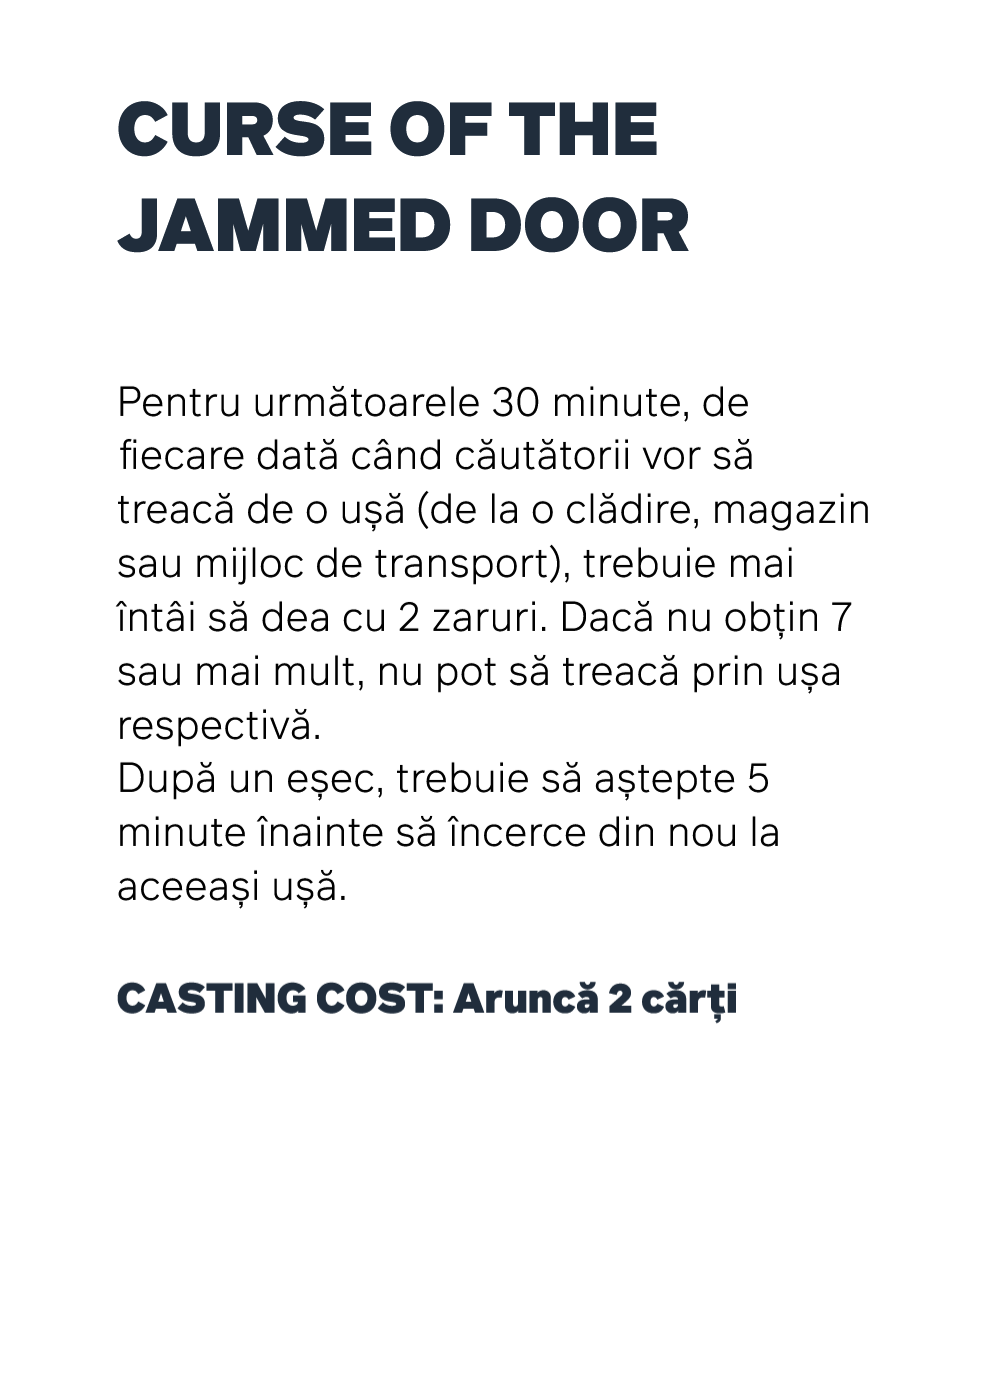 CURSE OF THE
JAMMED DOOR
Pentru următoarele 30 minute, de
fiecare dată când căutătorii vor să
treacă de o ușă (de la o clădire, magazin
sau mijloc de transport), trebuie mai
întâi să dea cu 2 zaruri. Dacă nu obțin 7
sau mai mult, nu pot să treacă prin ușa
respectivă.
După un eșec, trebuie să aștepte 5
minute înainte să încerce din nou la
aceeași ușă.
CASTING COST: Aruncă 2 cărți